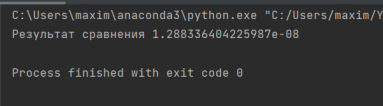 C:\Users\maxim\anaconda3\python.exe "C:/Users/maxim/Y
Результат сравнения 1.288336404225987e-08
Process finished with exit code 0